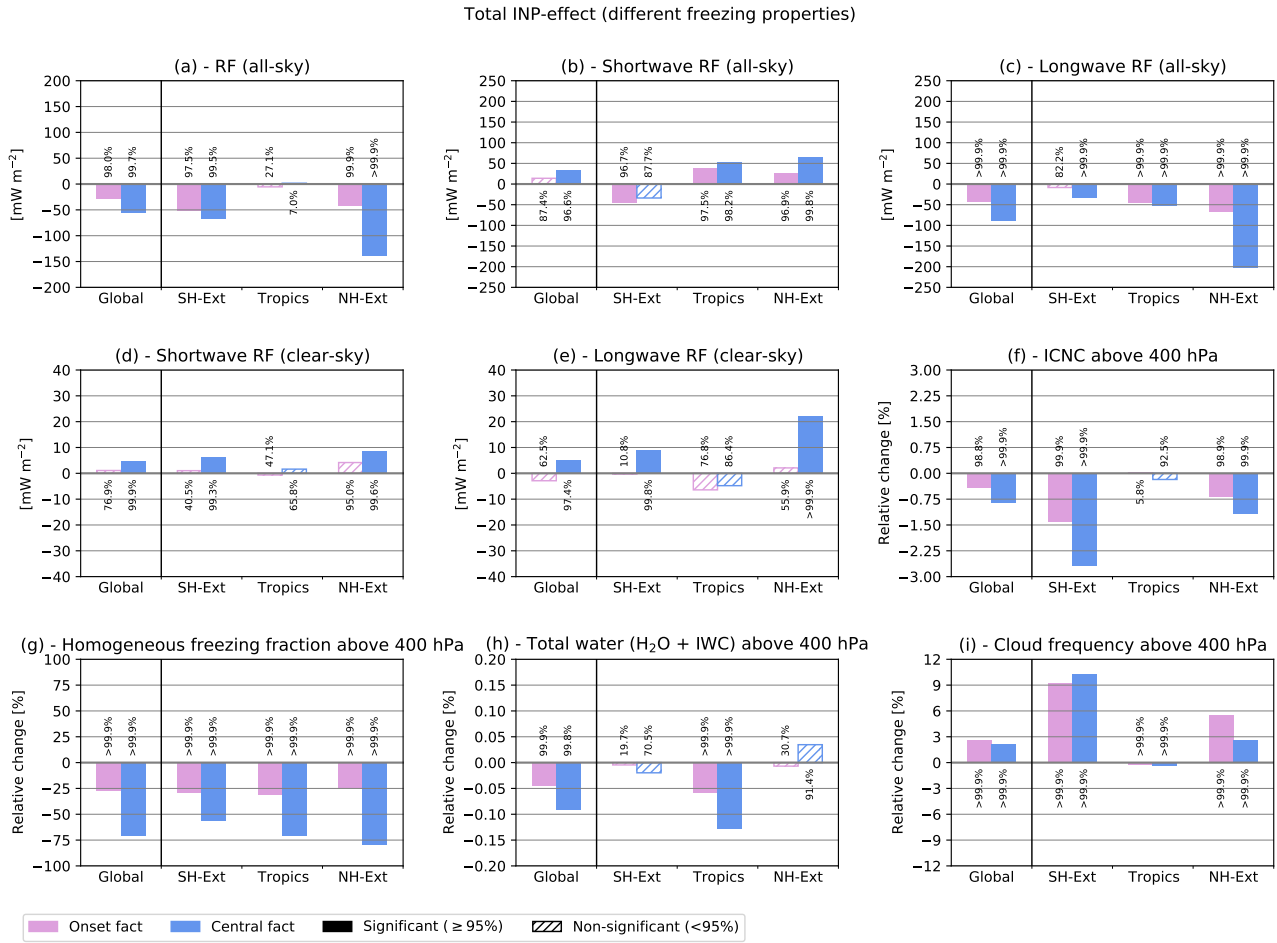 Total INP-effect (different freezing properties)
(a) - RF (all-sky)
[mW m⁻²]
200
150
100
50
0
−50
−100
−150
−200
98.0%
99.7%
97.5%
99.5%
27.1%
7.0%
99.9%
>99.9%
Global
SH-Ext
Tropics
NH-Ext
(b) - Shortwave RF (all-sky)
[mW m⁻²]
250
200
150
100
50
0
−50
−100
−150
−200
−250
87.4%
96.6%
96.7%
87.7%
97.5%
98.2%
96.9%
99.8%
Global
SH-Ext
Tropics
NH-Ext
(c) - Longwave RF (all-sky)
[mW m⁻²]
250
200
150
100
50
0
−50
−100
−150
−200
−250
>99.9%
>99.9%
82.2%
>99.9%
>99.9%
>99.9%
>99.9%
>99.9%
Global
SH-Ext
Tropics
NH-Ext
(d) - Shortwave RF (clear-sky)
[mW m⁻²]
40
30
20
10
0
−10
−20
−30
−40
76.9%
99.9%
40.5%
99.3%
47.1%
65.8%
95.0%
99.6%
Global
SH-Ext
Tropics
NH-Ext
(e) - Longwave RF (clear-sky)
[mW m⁻²]
40
30
20
10
0
−10
−20
−30
−40
62.5%
97.4%
10.8%
99.8%
76.8%
86.4%
55.9%
>99.9%
Global
SH-Ext
Tropics
NH-Ext
(f) - ICNC above 400 hPa
Relative change [%]
3.00
2.25
1.50
0.75
0.00
−0.75
−1.50
−2.25
−3.00
98.8%
>99.9%
99.9%
>99.9%
5.8%
92.5%
98.9%
99.9%
Global
SH-Ext
Tropics
NH-Ext
(g) - Homogeneous freezing fraction above 400 hPa
Relative change [%]
100
75
50
25
0
−25
−50
−75
−100
>99.9%
>99.9%
>99.9%
>99.9%
>99.9%
>99.9%
>99.9%
>99.9%
Global
SH-Ext
Tropics
NH-Ext
(h) - Total water (H₂O + IWC) above 400 hPa
Relative change [%]
0.20
0.15
0.10
0.05
0.00
−0.05
−0.10
−0.15
−0.20
99.9%
99.8%
19.7%
70.5%
>99.9%
>99.9%
30.7%
91.4%
Global
SH-Ext
Tropics
NH-Ext
(i) - Cloud frequency above 400 hPa
Relative change [%]
12
9
6
3
0
−3
−6
−9
−12
>99.9%
>99.9%
>99.9%
>99.9%
>99.9%
>99.9%
>99.9%
>99.9%
Global
SH-Ext
Tropics
NH-Ext
Onset fact
Central fact
Significant (≥ 95%)
Non-significant (<95%)